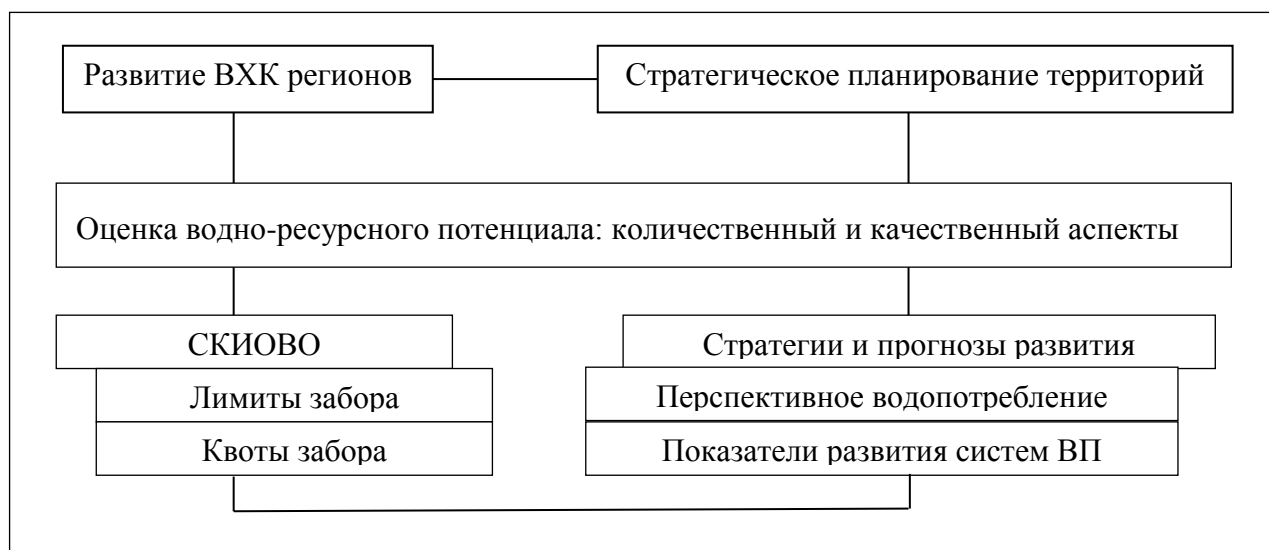 Развитие ВХК регионов
Стратегическое планирование территорий
Оценка водно-ресурсного потенциала: количественный и качественный аспекты
СКИОВО
Стратегии и прогнозы развития
Лимиты забора
Перспективное водопотребление
Квоты забора
Показатели развития систем ВП